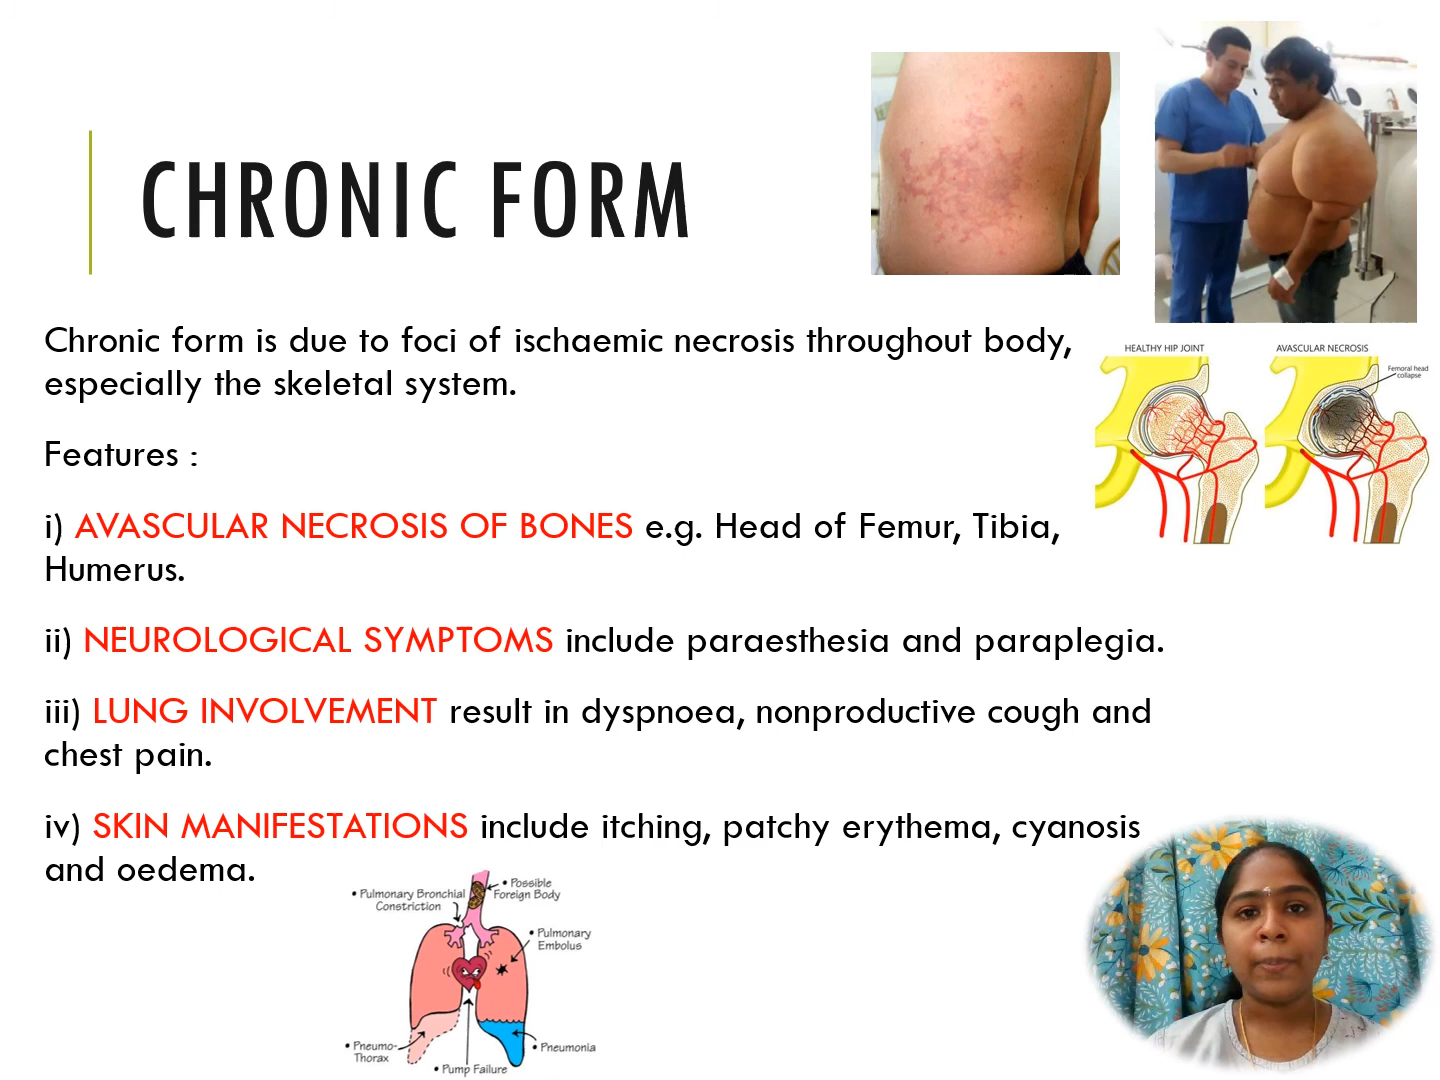 CHRONIC FORM
Chronic form is due to foci of ischaemic necrosis throughout body,
especially the skeletal system.
Features :
i) AVASCULAR NECROSIS OF BONES e.g. Head of Femur, Tibia,
Humerus.
ii) NEUROLOGICAL SYMPTOMS include paraesthesia and paraplegia.
iii) LUNG INVOLVEMENT result in dyspnoea, nonproductive cough and
chest pain.
iv) SKIN MANIFESTATIONS include itching, patchy erythema, cyanosis
and oedema.
HEALTHY HIP JOINT
AVASCULAR NECROSIS
Femoral head
collapse
• Pulmonary Bronchial
Constriction
• Possible
Foreign Body
• Pulmonary
Embolus
• Pneumo-
Thorax
• Pump Failure
• Pneumonia